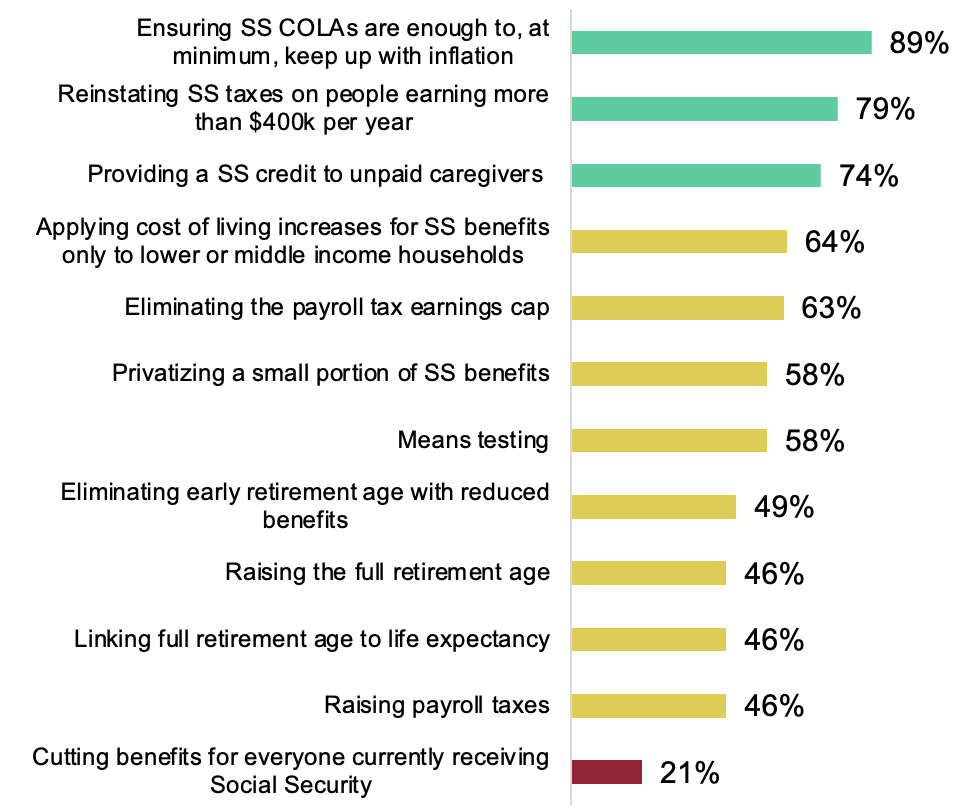 Ensuring SS COLAs are enough to, at
minimum, keep up with inflation
89%
Reinstating SS taxes on people earning more
than $400k per year
79%
Providing a SS credit to unpaid caregivers
74%
Applying cost of living increases for SS benefits
only to lower or middle income households
64%
Eliminating the payroll tax earnings cap
63%
Privatizing a small portion of SS benefits
58%
Means testing
58%
Eliminating early retirement age with reduced
benefits
49%
Raising the full retirement age
46%
Linking full retirement age to life expectancy
46%
Raising payroll taxes
46%
Cutting benefits for everyone currently receiving
Social Security
21%